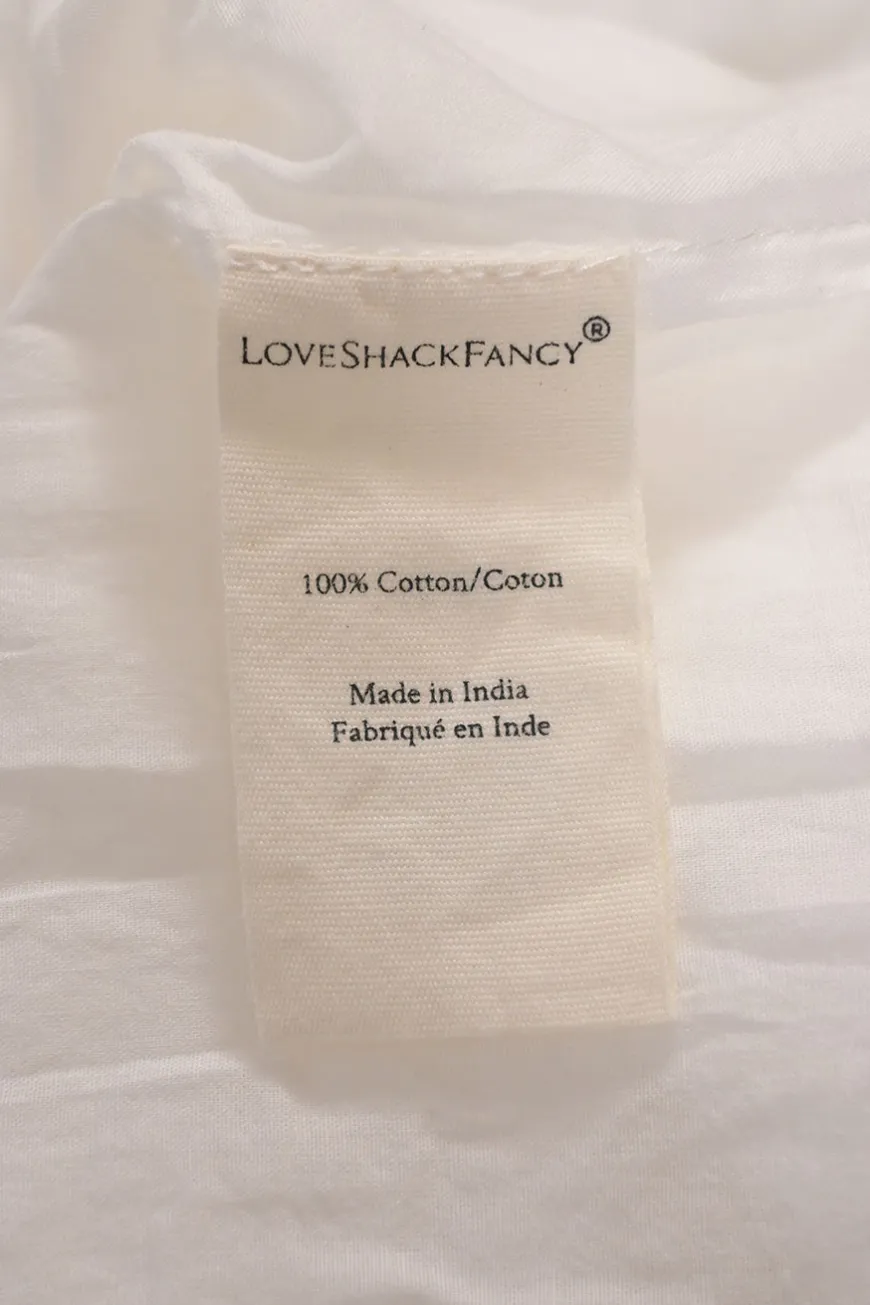 LOVESHACKFANCY®
100% Cotton/Coton
Made in India
Fabriqué en Inde